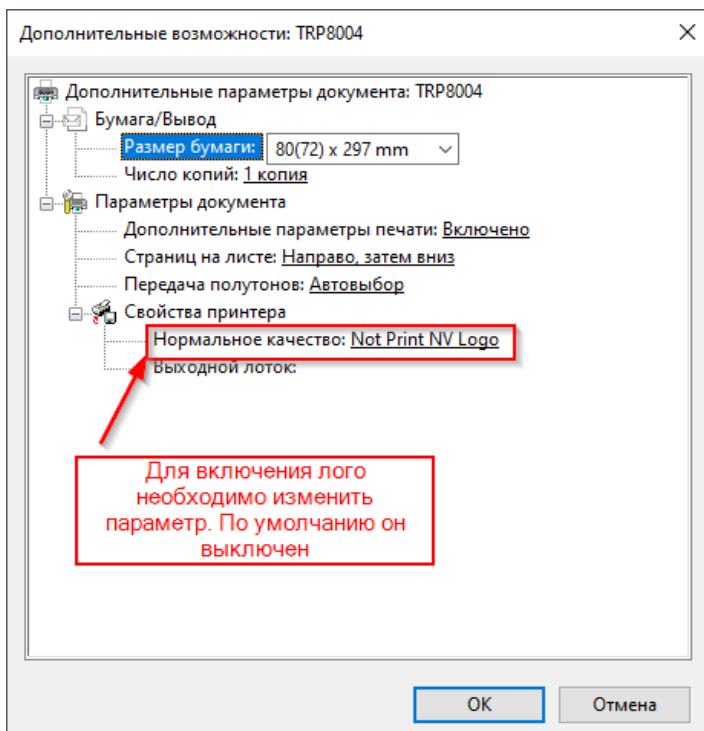 Дополнительные возможности: TRP8004
Дополнительные параметры документа: TRP8004
Бумага/Вывод
Размер бумаги: 80(72) x 297 mm
Число копий: 1 копия
Параметры документа
Дополнительные параметры печати: Включено
Страниц на листе: Направо, затем вниз
Передача полутонов: Автовыбор
Свойства принтера
Нормальное качество: Not Print NV Logo
Выходной лоток:
Для включения лого
необходимо изменить
параметр. По умолчанию он
выключен
OK Отмена